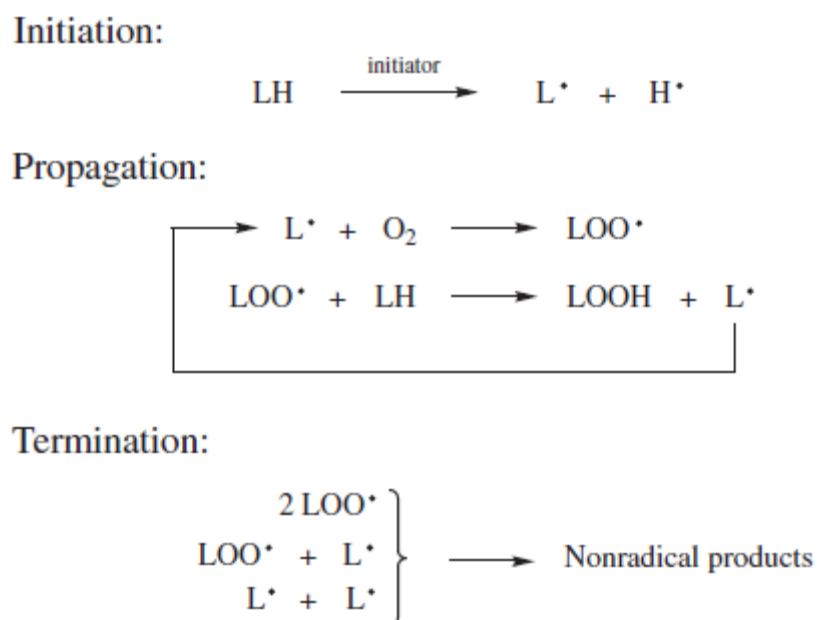 Initiation:
initiator
LH ⟶ L• + H•
Propagation:
L• + O₂ ⟶ LOO•
LOO• + LH ⟶ LOOH + L•
Termination:
2 LOO•
LOO• + L• ⟶ Nonradical products
L• + L•